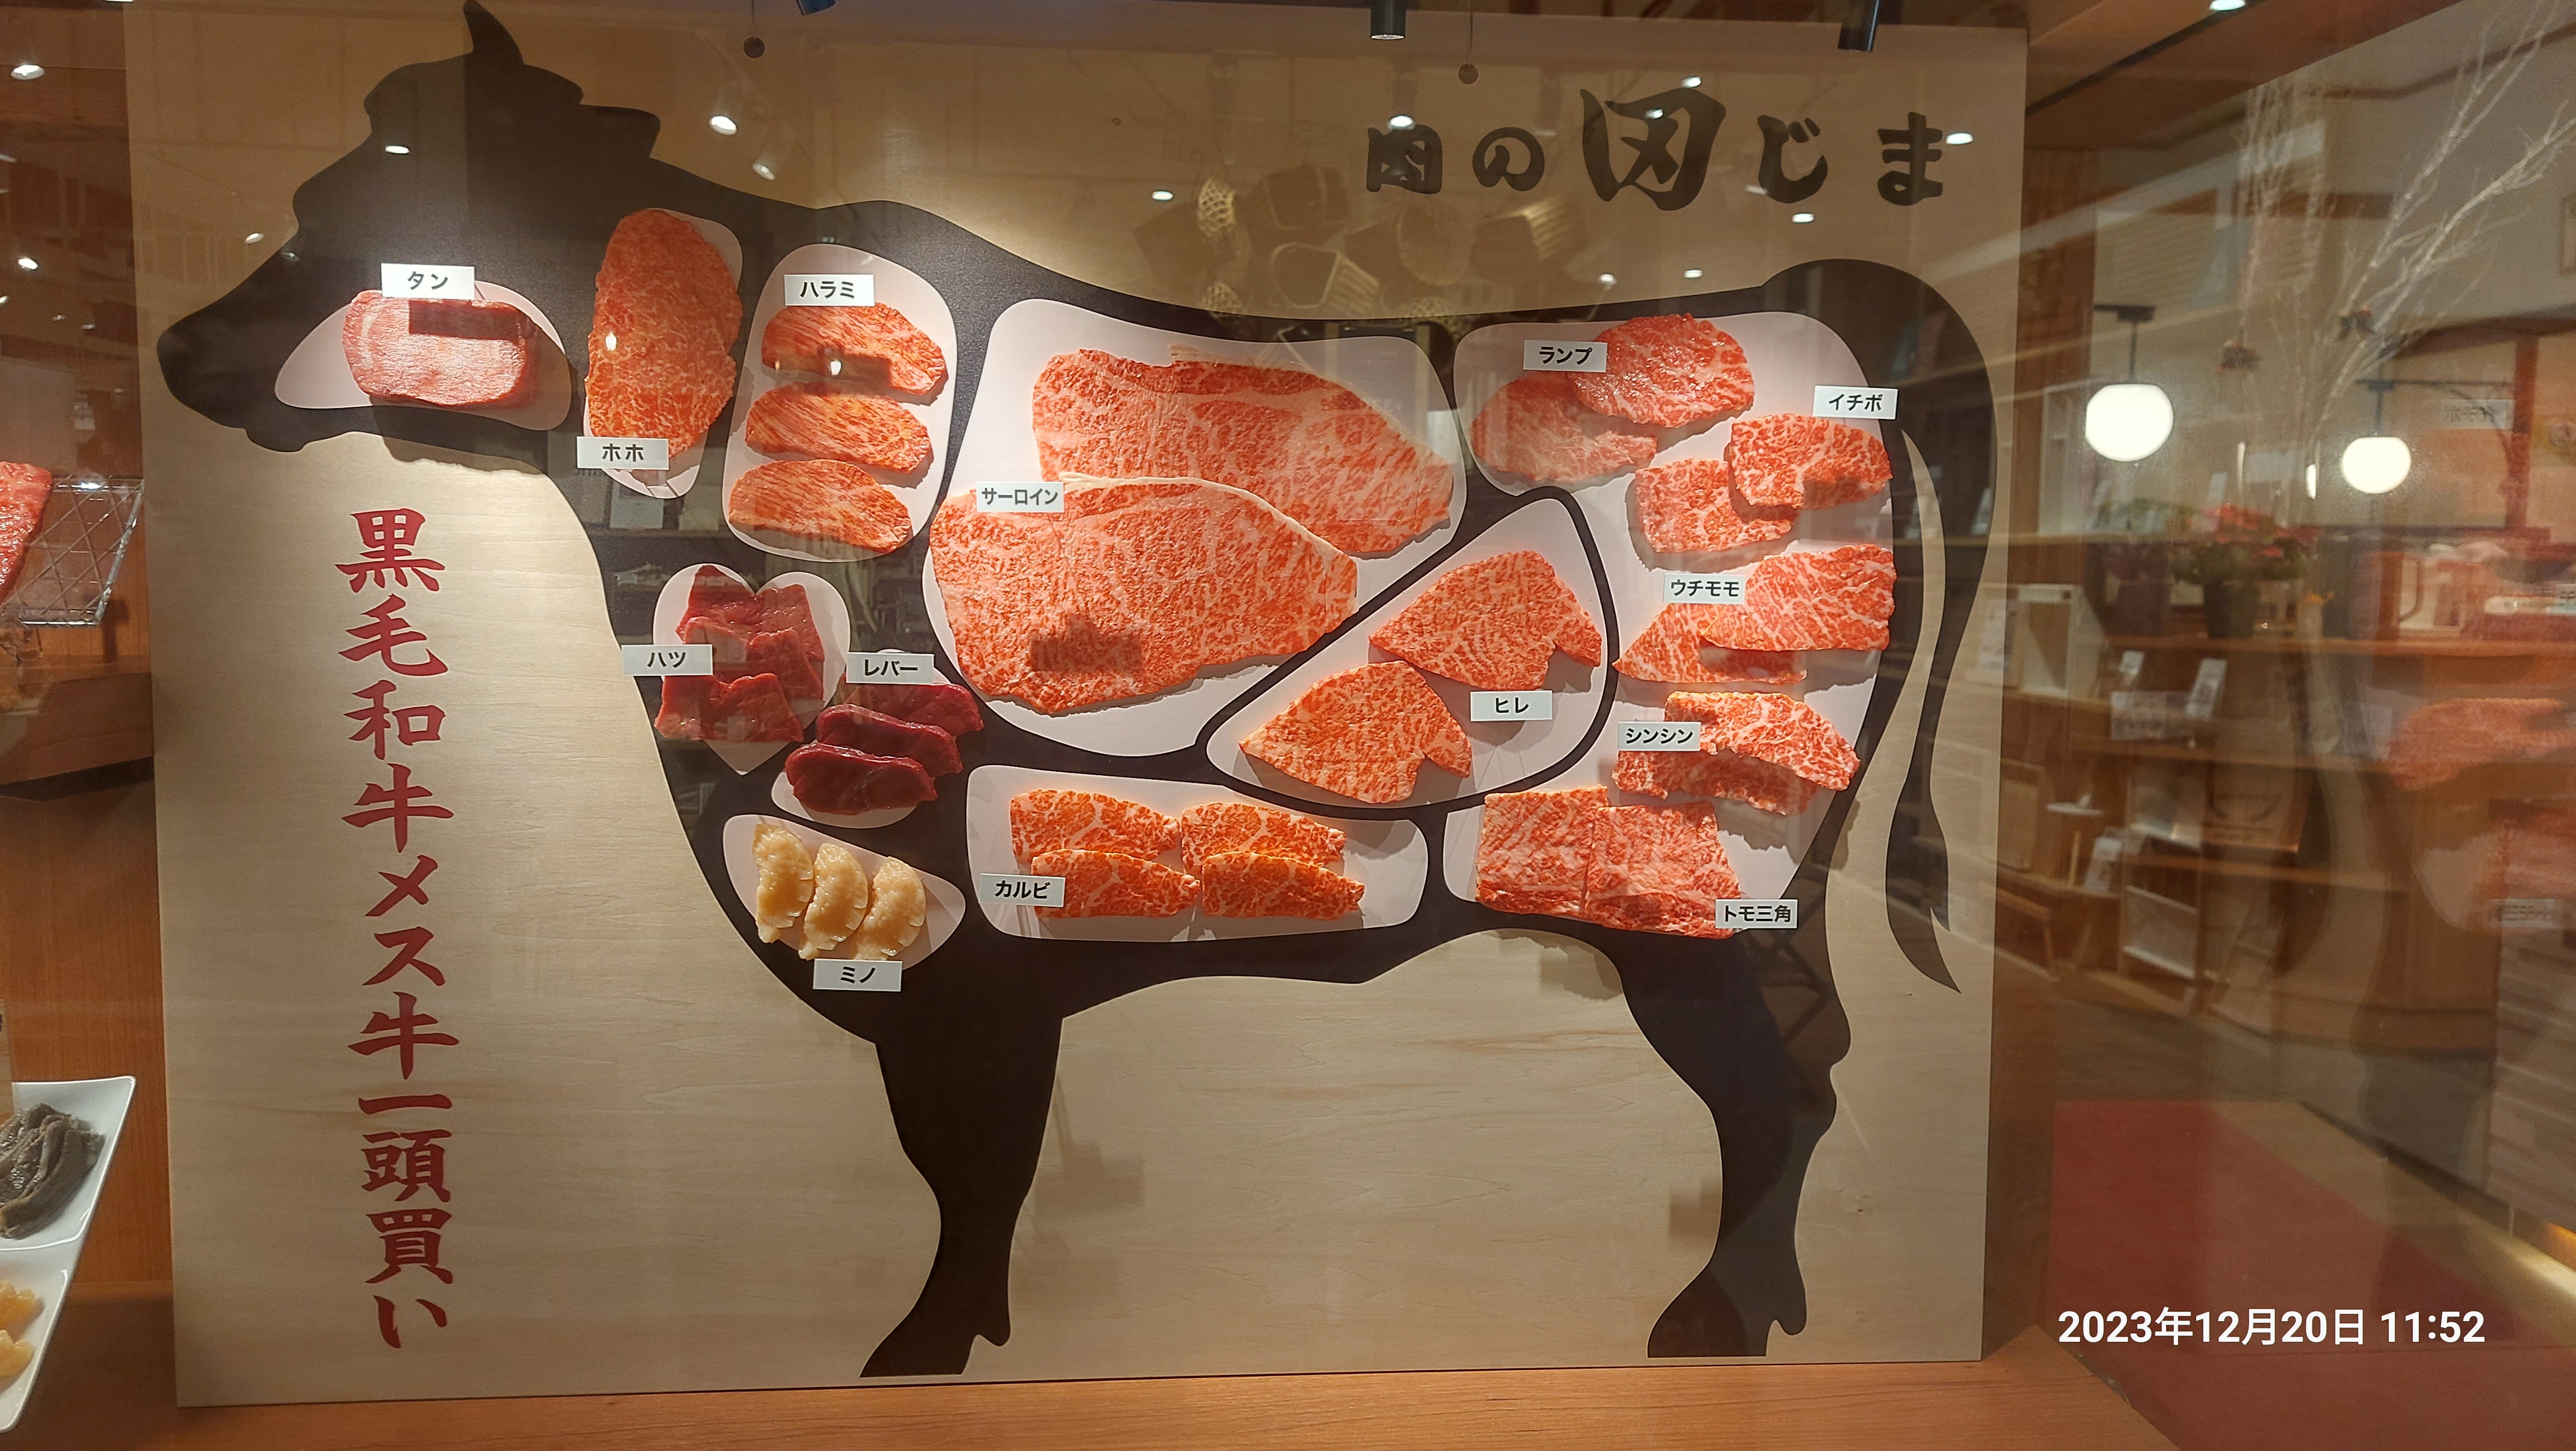 肉の田じま
タン
ホホ
ハラミ
サーロイン
ランプ
イチボ
ウチモモ
ヒレ
シンシン
ハツ
レバー
カルビ
トモ三角
ミノ
黒毛和牛メス牛一頭買い
2023年12月20日 11:52